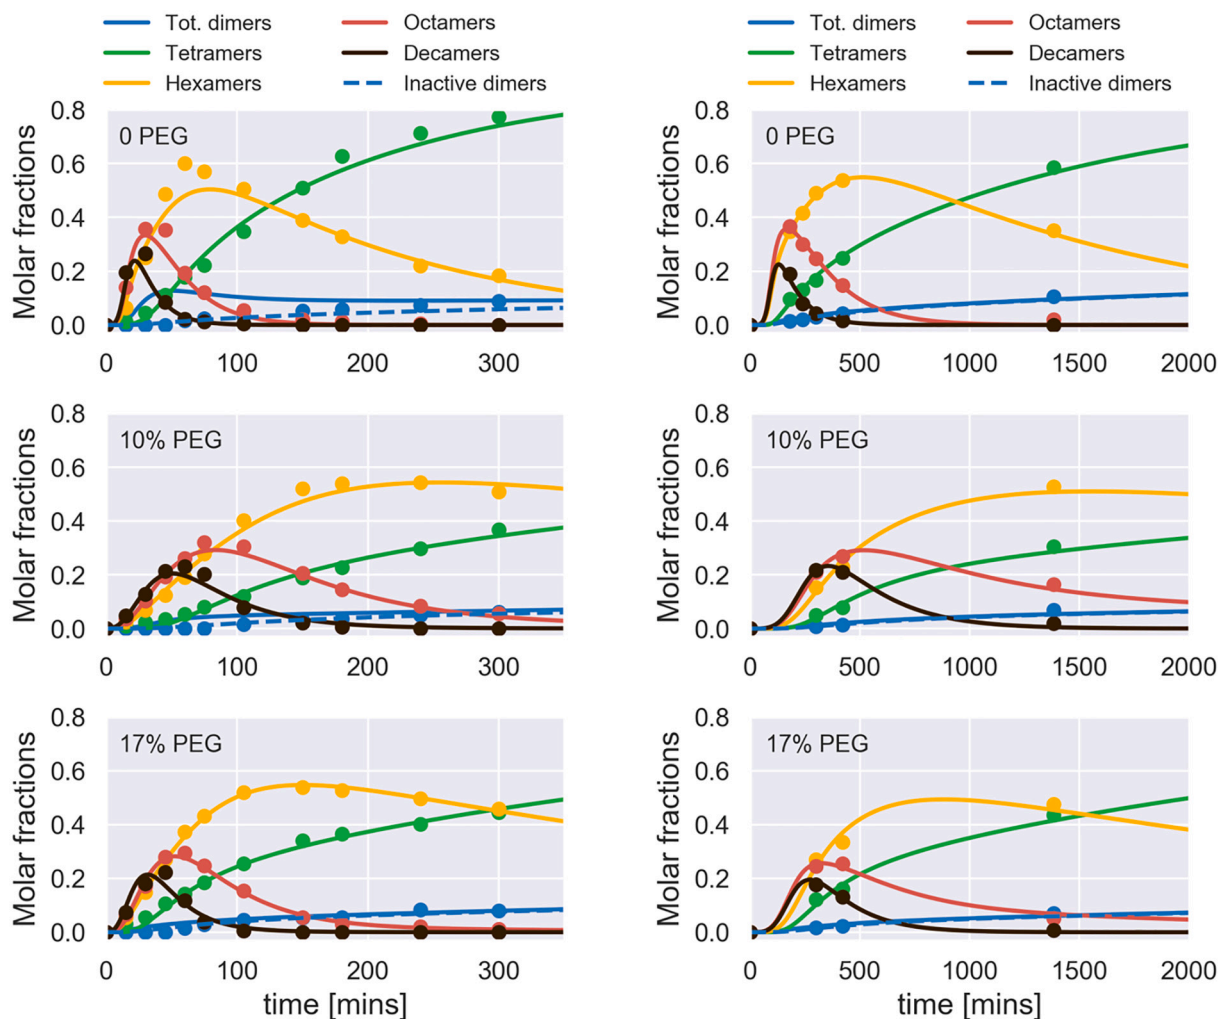 Tot. dimers Octamers
Tetramers Decamers
Hexamers Inactive dimers
Tot. dimers Octamers
Tetramers Decamers
Hexamers Inactive dimers
0 PEG
Molar fractions
0.8
0.6
0.4
0.2
0.0
0 100 200 300
0 PEG
Molar fractions
0.8
0.6
0.4
0.2
0.0
0 500 1000 1500 2000
10% PEG
Molar fractions
0.8
0.6
0.4
0.2
0.0
0 100 200 300
10% PEG
Molar fractions
0.8
0.6
0.4
0.2
0.0
0 500 1000 1500 2000
17% PEG
Molar fractions
0.8
0.6
0.4
0.2
0.0
0 100 200 300
time [mins]
17% PEG
Molar fractions
0.8
0.6
0.4
0.2
0.0
0 500 1000 1500 2000
time [mins]